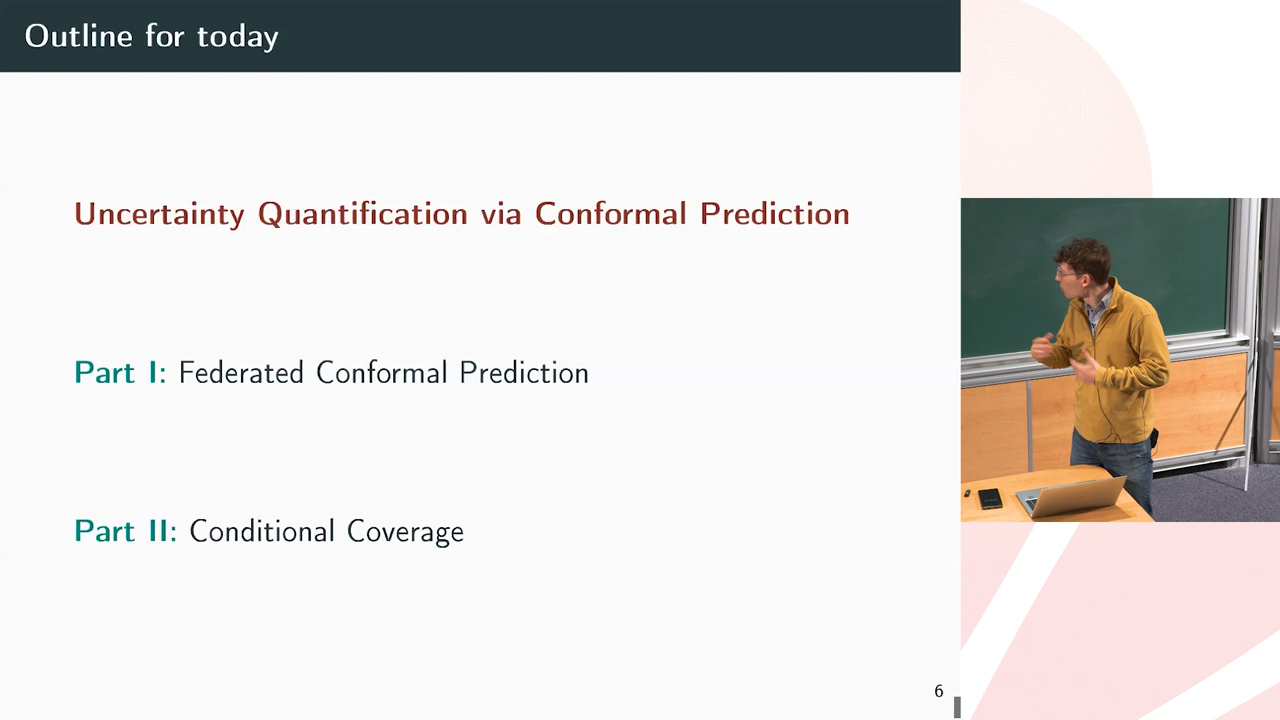 Outline for today
Uncertainty Quantification via Conformal Prediction
Part I: Federated Conformal Prediction
Part II: Conditional Coverage
6